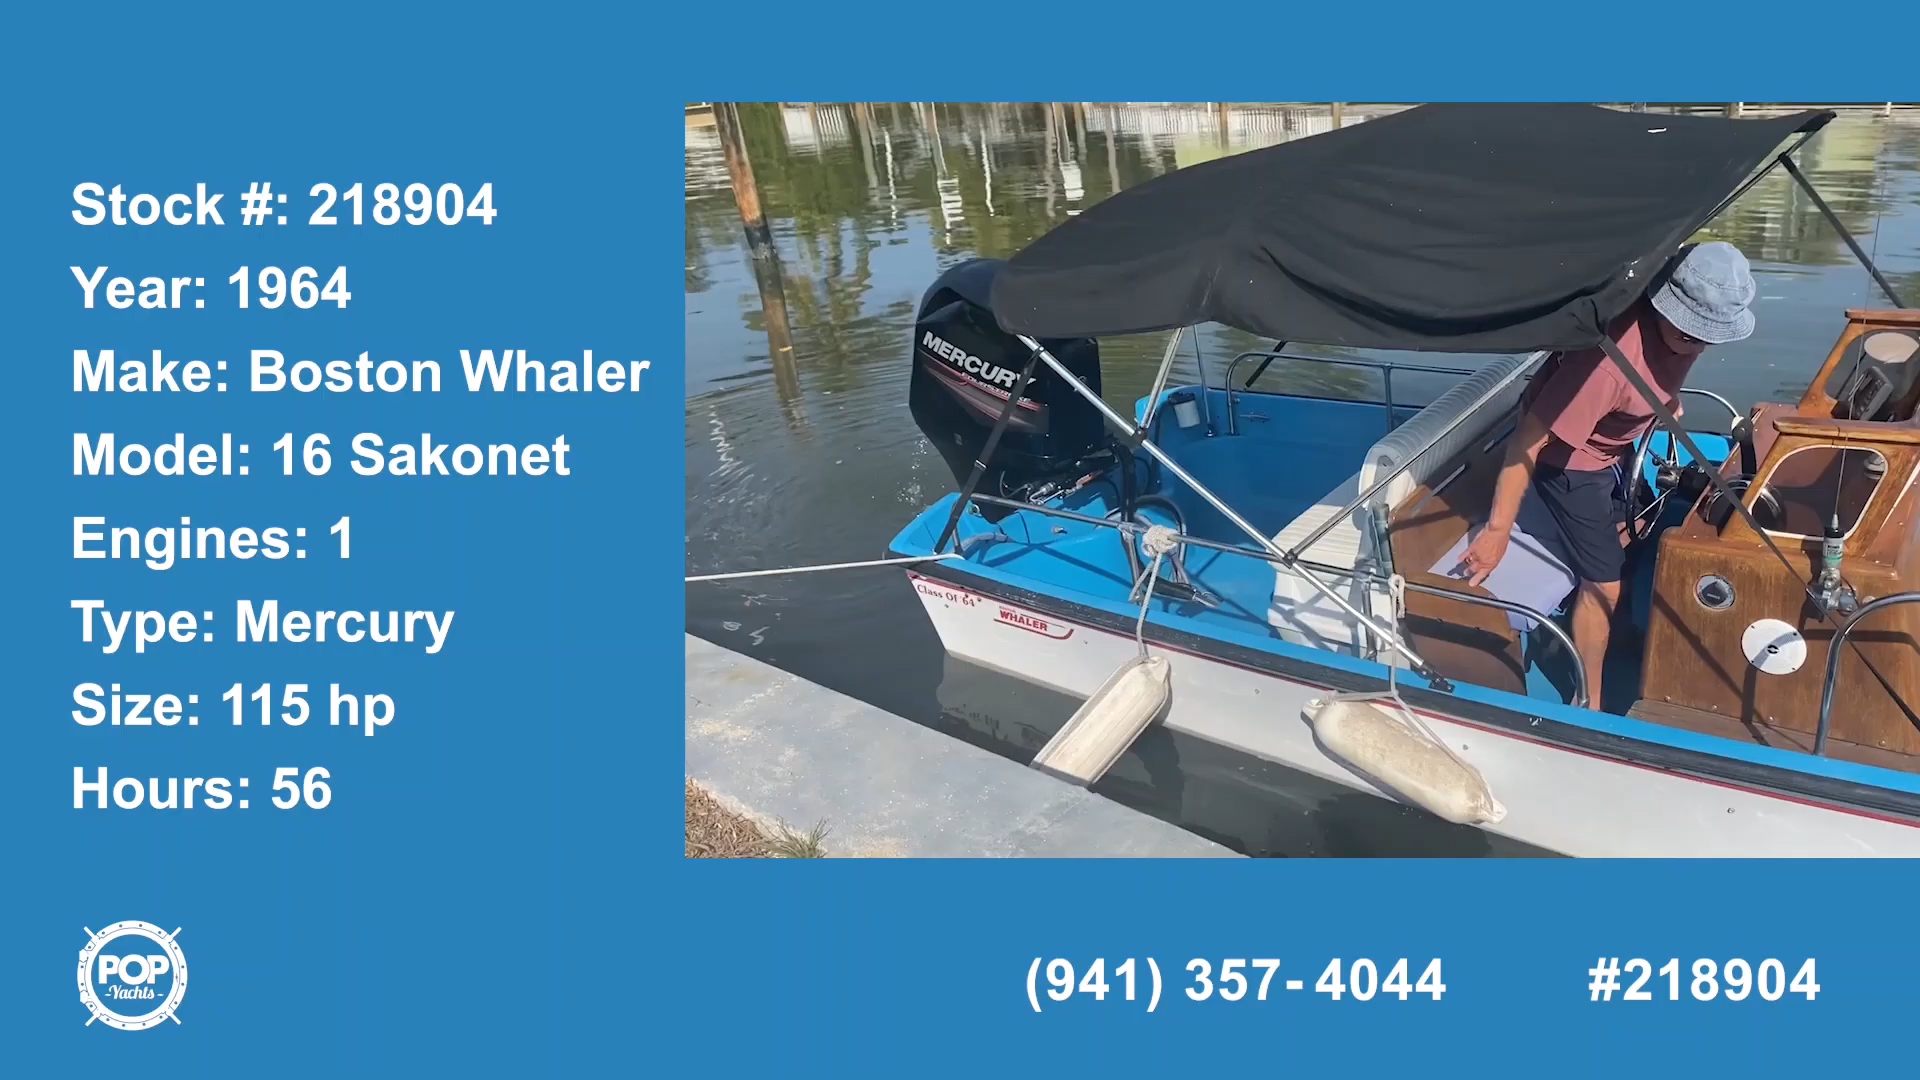 Stock #: 218904
Year: 1964
Make: Boston Whaler
Model: 16 Sakonet
Engines: 1
Type: Mercury
Size: 115 hp
Hours: 56
MERCURY
Class Of '64
WHALER
POP
Yachts
(941) 357-4044
#218904